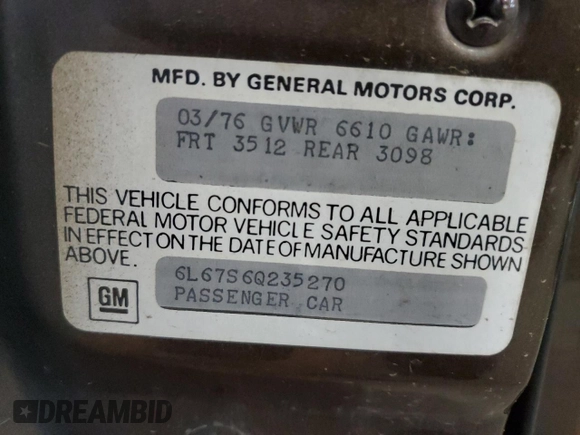 MFD. BY GENERAL MOTORS CORP.
03/76 GVWR 6610 GAWR:
FRT 3512 REAR 3098
THIS VEHICLE CONFORMS TO ALL APPLICABLE
FEDERAL MOTOR VEHICLE SAFETY STANDARDS
IN EFFECT ON THE DATE OF MANUFACTURE SHOWN
ABOVE.
6L67S6Q235270
PASSENGER CAR
GM
DREAMBID